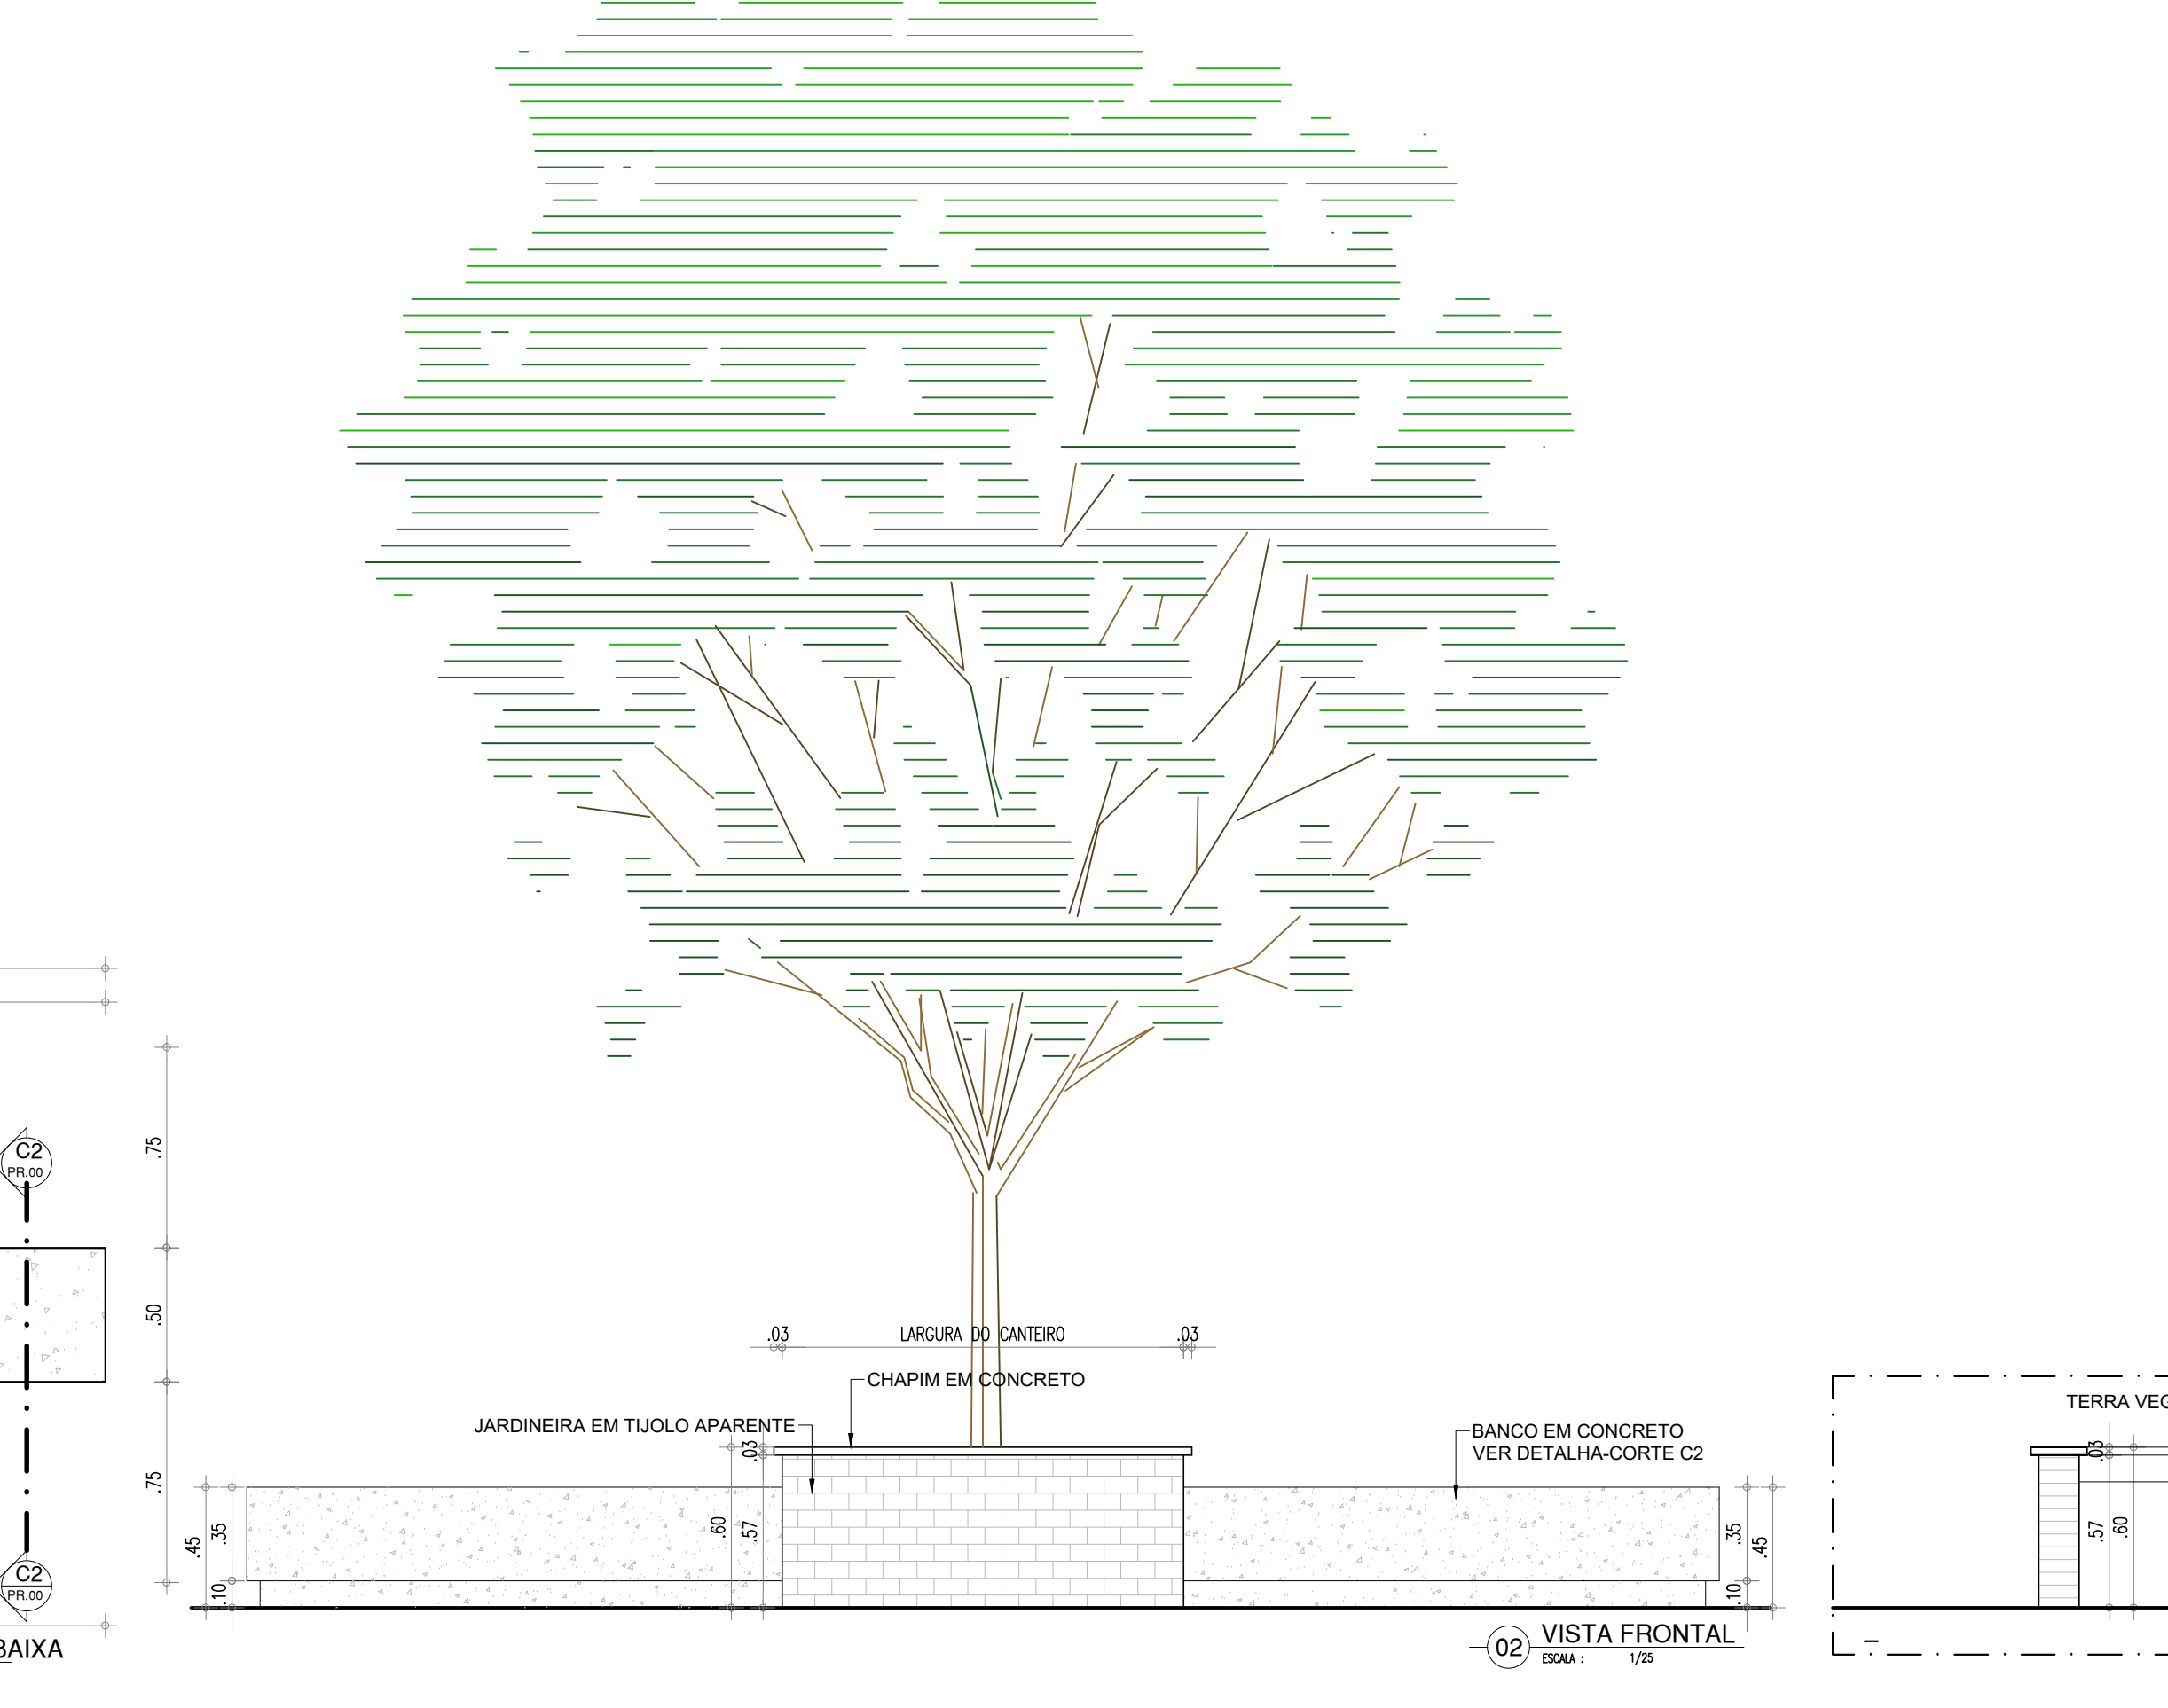 C2
PR.00
.75
.50
.75
C2
PR.00
BAIXA
.03
LARGURA DO CANTEIRO
.03
CHAPIM EM CONCRETO
JARDINEIRA EM TIJOLO APARENTE
BANCO EM CONCRETO
VER DETALHA-CORTE C2
.45
.35
.10
.60
.03
.57
.35
.45
.10
02
VISTA FRONTAL
ESCALA : 1/25
TERRA VEG
.03
.57
.60